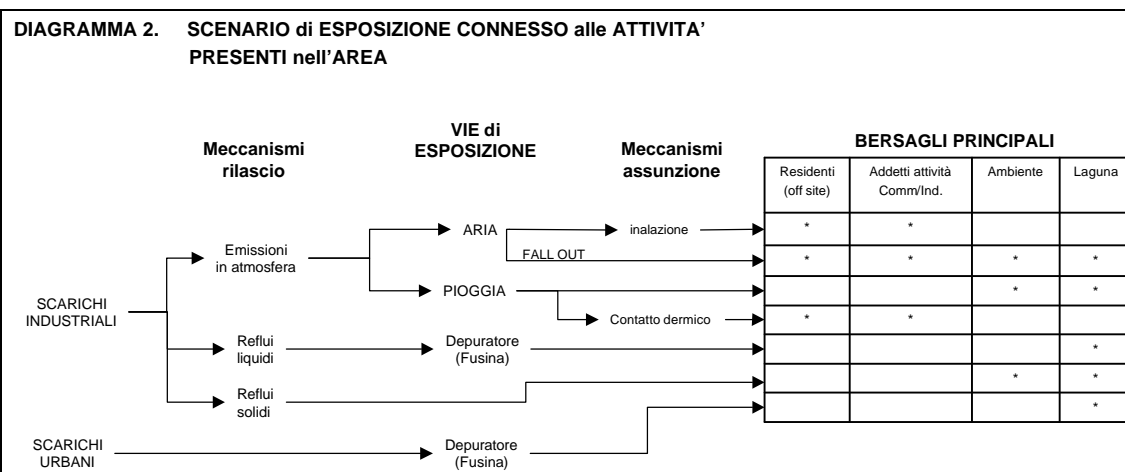 DIAGRAMMA 2. SCENARIO di ESPOSIZIONE CONNESSO alle ATTIVITA'
PRESENTI nell'AREA
Meccanismi
rilascio
VIE di
ESPOSIZIONE
Meccanismi
assunzione
BERSAGLI PRINCIPALI
Residenti
(off site)
Addetti attività
Comm/Ind.
Ambiente
Laguna
SCARICHI
INDUSTRIALI
Emissioni
in atmosfera
ARIA
inalazione
* *
FALL OUT
* * * *
PIOGGIA
* *
Contatto dermico
* *
Reflui
liquidi
Depuratore
(Fusina)
*
Reflui
solidi
* *
SCARICHI
URBANI
Depuratore
(Fusina)
*